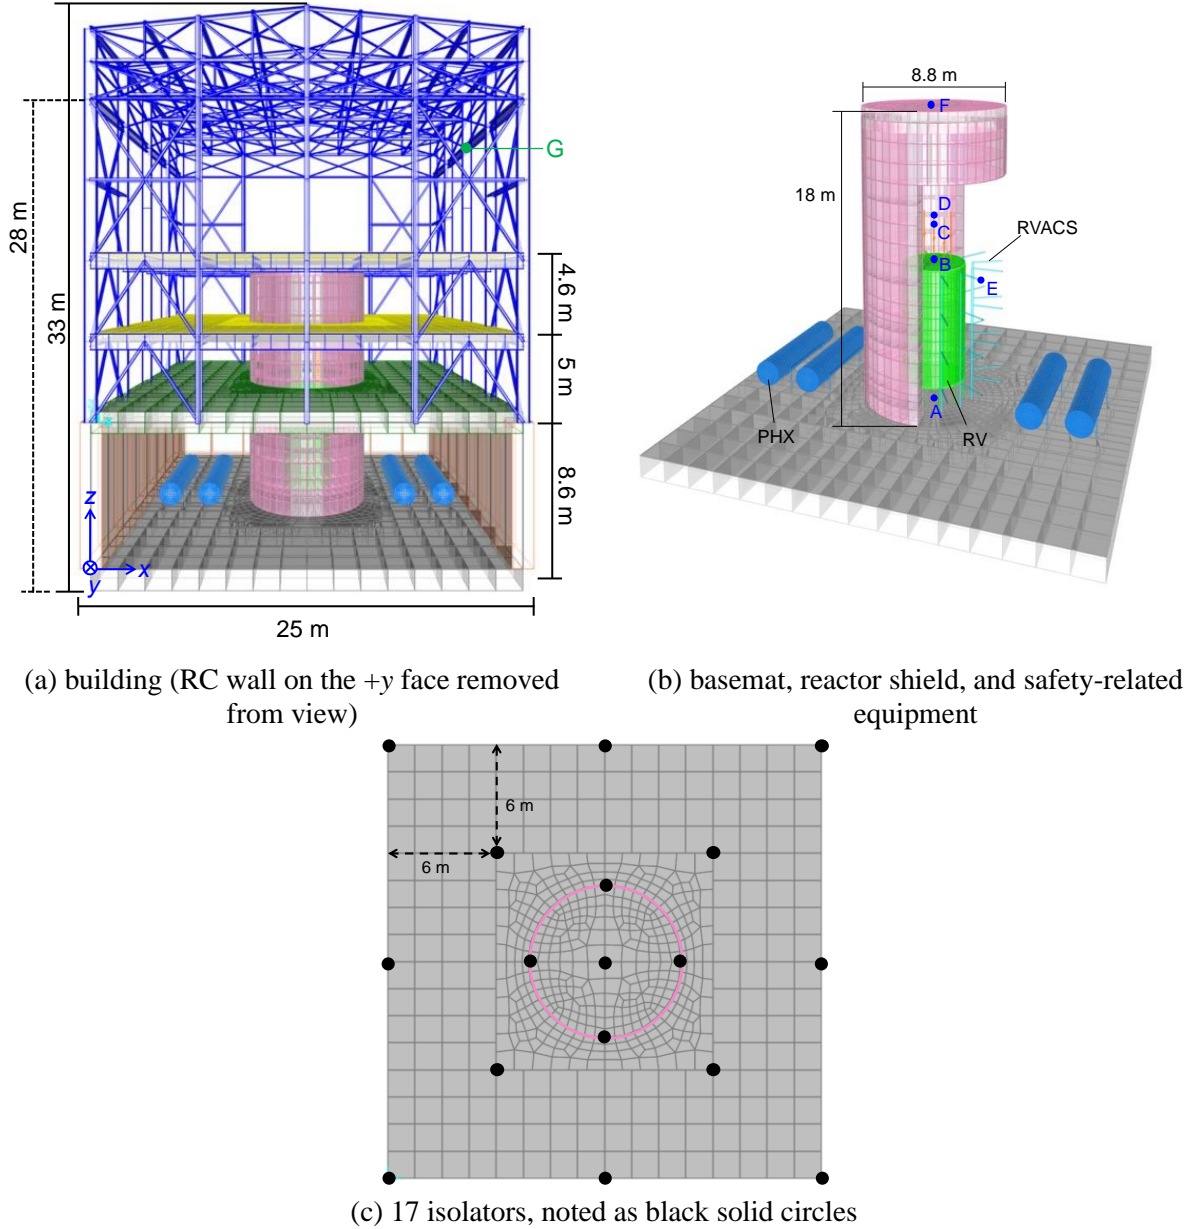 G
28 m
33 m
4.6 m
5 m
8.6 m
z
x
y
25 m
(a) building (RC wall on the +y face removed
from view)
8.8 m
F
18 m
D
C
RVACS
B
E
A
PHX
RV
(b) basemat, reactor shield, and safety-related
equipment
6 m
6 m
(c) 17 isolators, noted as black solid circles